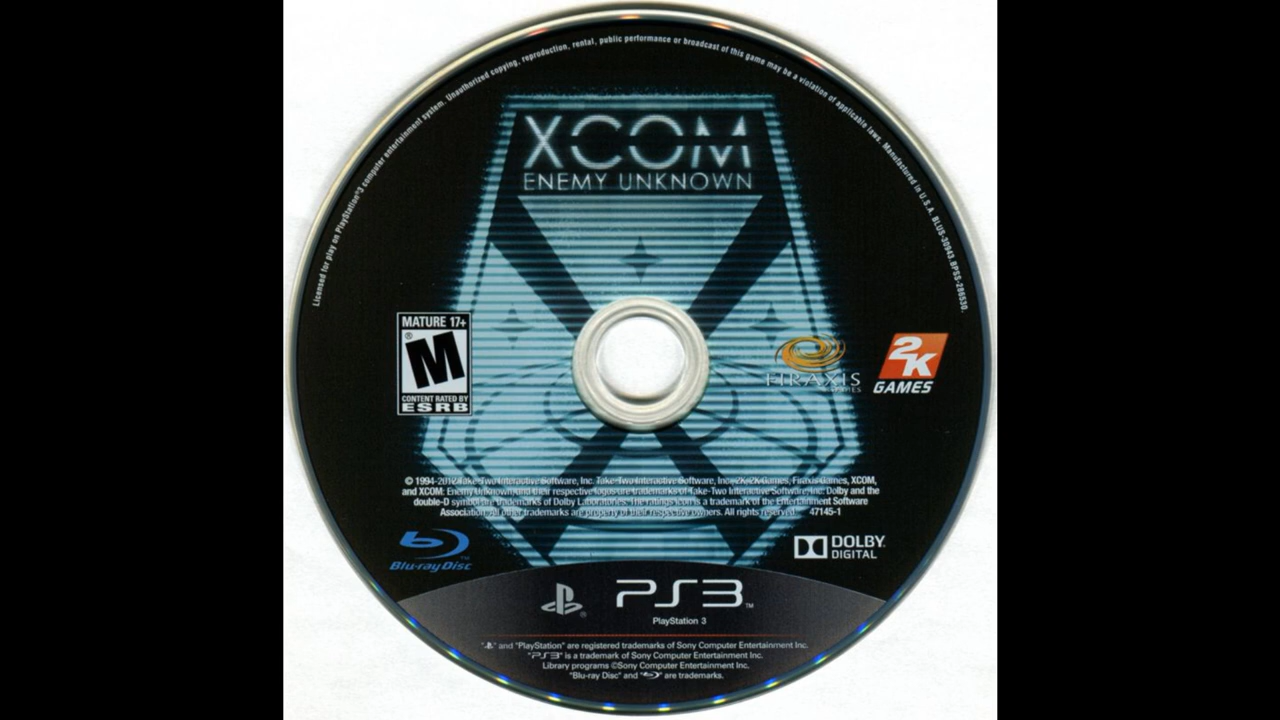 Licensed for play on PlayStation®3 computer entertainment system. Unauthorized copying, reproduction, rental, public performance or broadcast of this game may be a violation of applicable laws. Manufactured in U.S.A. BLUS-30943.BPSS-286530.
XCOM
ENEMY UNKNOWN
MATURE 17+
M
®
CONTENT RATED BY
ESRB
FIRAXIS
GAMES
2K
GAMES
© 1994-2012 Take-Two Interactive Software, Inc. Take-Two Interactive Software, Inc., 2K, 2K Games, Firaxis Games, XCOM,
and XCOM: Enemy Unknown, and their respective logos are trademarks of Take-Two Interactive Software, Inc. Dolby and the
double-D symbol are trademarks of Dolby Laboratories. The ratings icon is a trademark of the Entertainment Software
Association. All other trademarks are property of their respective owners. All rights reserved. 47145-1
Blu-ray Disc™
DOLBY
DIGITAL
® PS3™
PlayStation 3
"PS" and "PlayStation" are registered trademarks of Sony Computer Entertainment Inc.
"PS3" is a trademark of Sony Computer Entertainment Inc.
Library programs ©Sony Computer Entertainment Inc.
"Blu-ray Disc" and " " are trademarks.